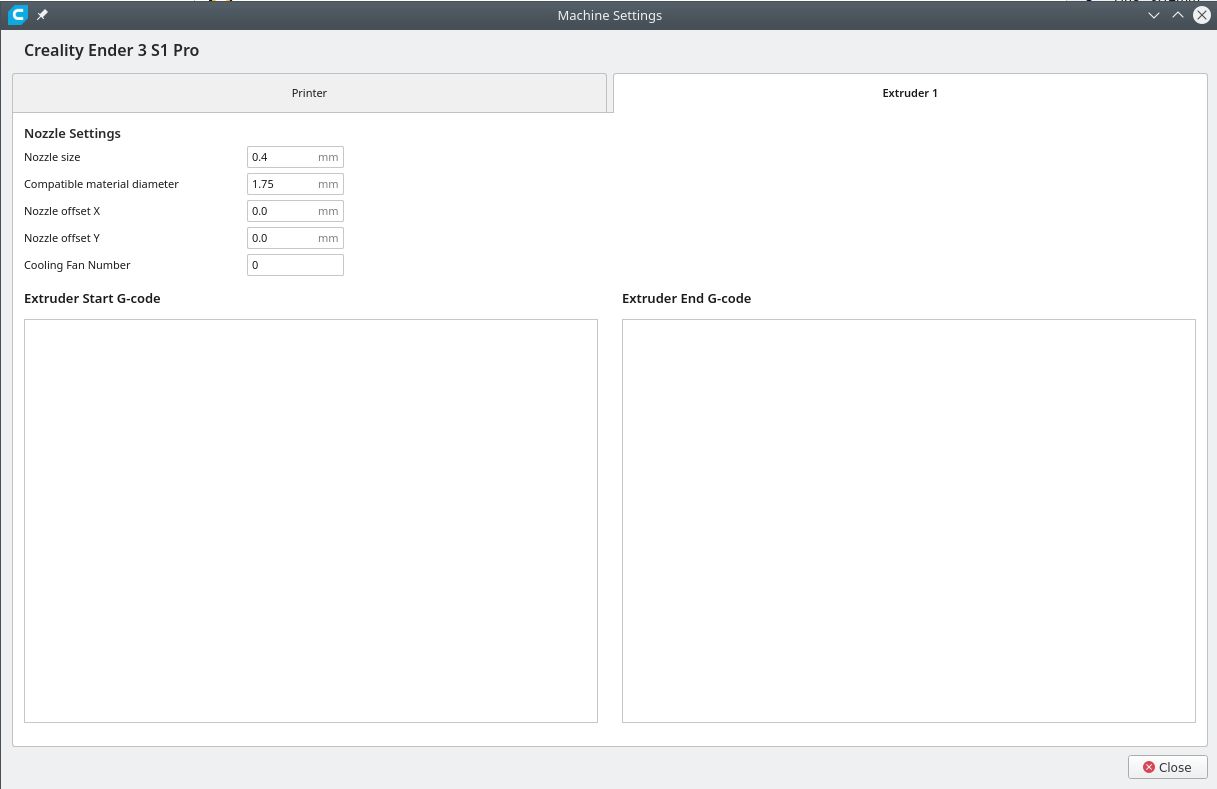 Machine Settings
Creality Ender 3 S1 Pro
Printer
Extruder 1
Nozzle Settings
Nozzle size 0.4 mm
Compatible material diameter 1.75 mm
Nozzle offset X 0.0 mm
Nozzle offset Y 0.0 mm
Cooling Fan Number 0
Extruder Start G-code
Extruder End G-code
Close